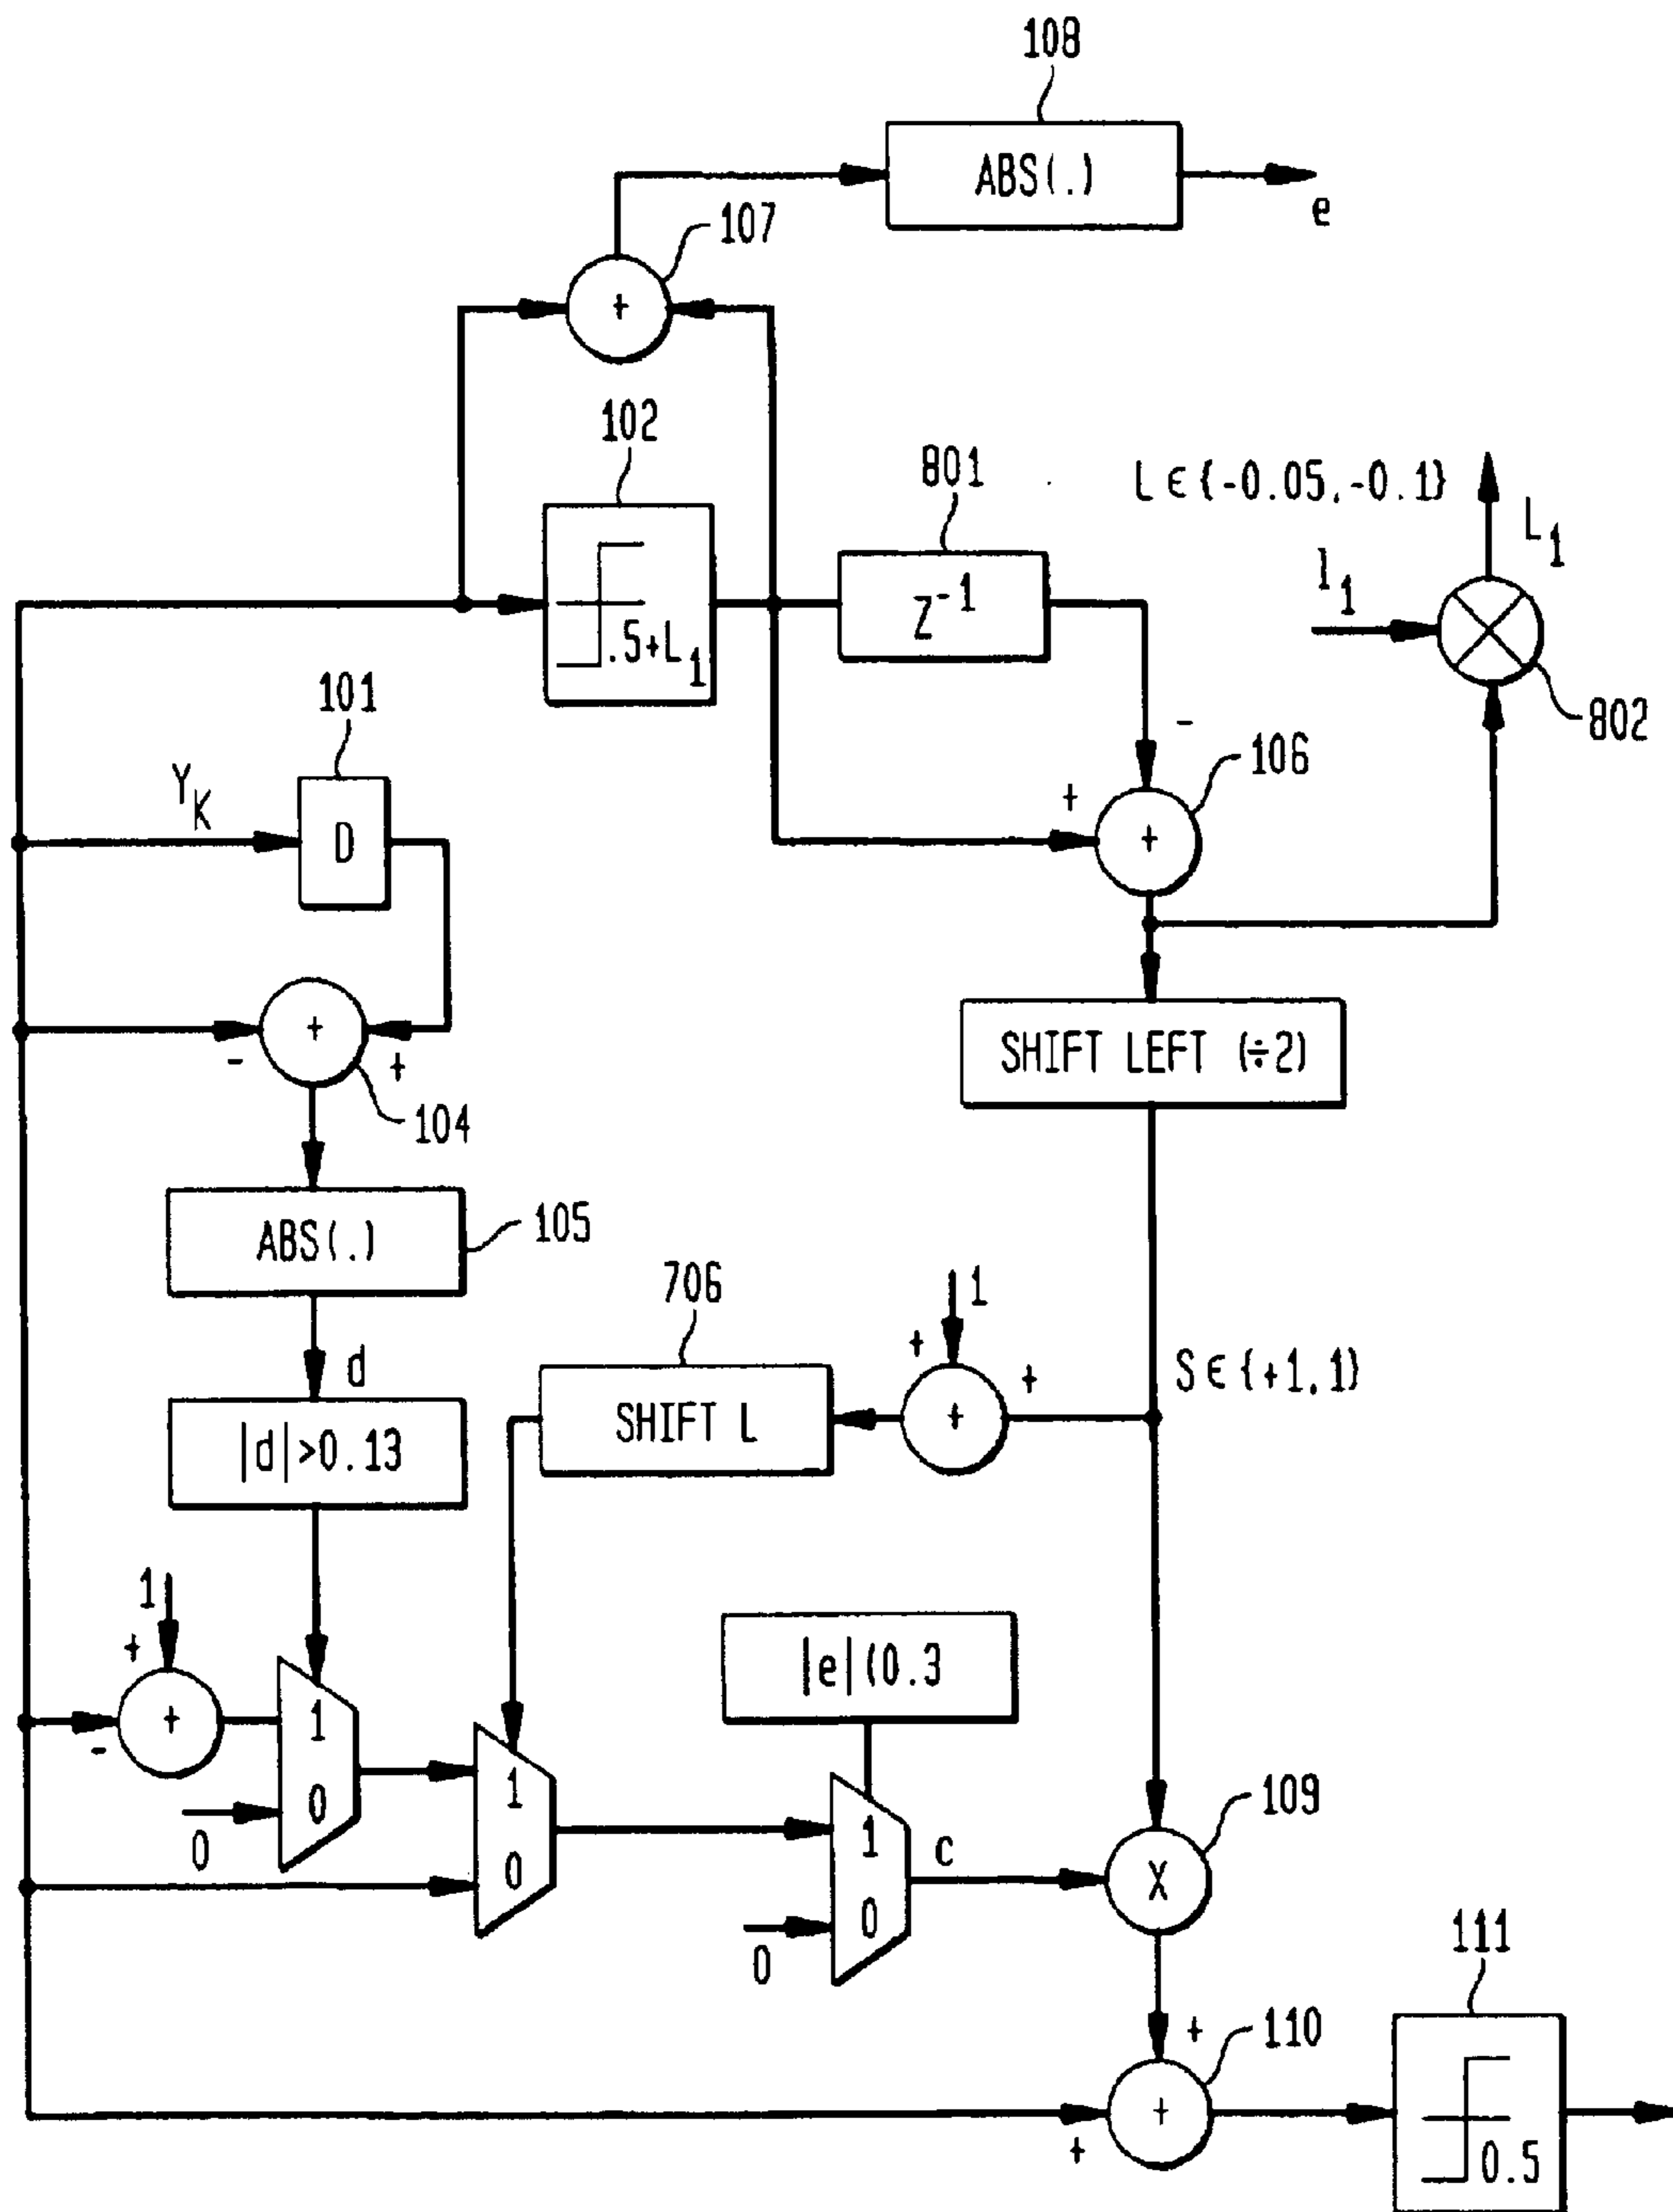 108
ABS(.)
e
107
+
102
801
L ∈ {-0.05,-0.1}
L1
l1
.5+L1
Z-1
802
101
YK
D
-
106
+
+
+
-
+
104
SHIFT LEFT (÷2)
ABS(.)
105
706
1
+
+
S ∈ {+1,1}
d
SHIFT L
+
|d|>0.13
1
+
|e|(0.3
+
-
1
0
0
1
0
109
1
0
0
c
X
111
+
110
+
+
0.5